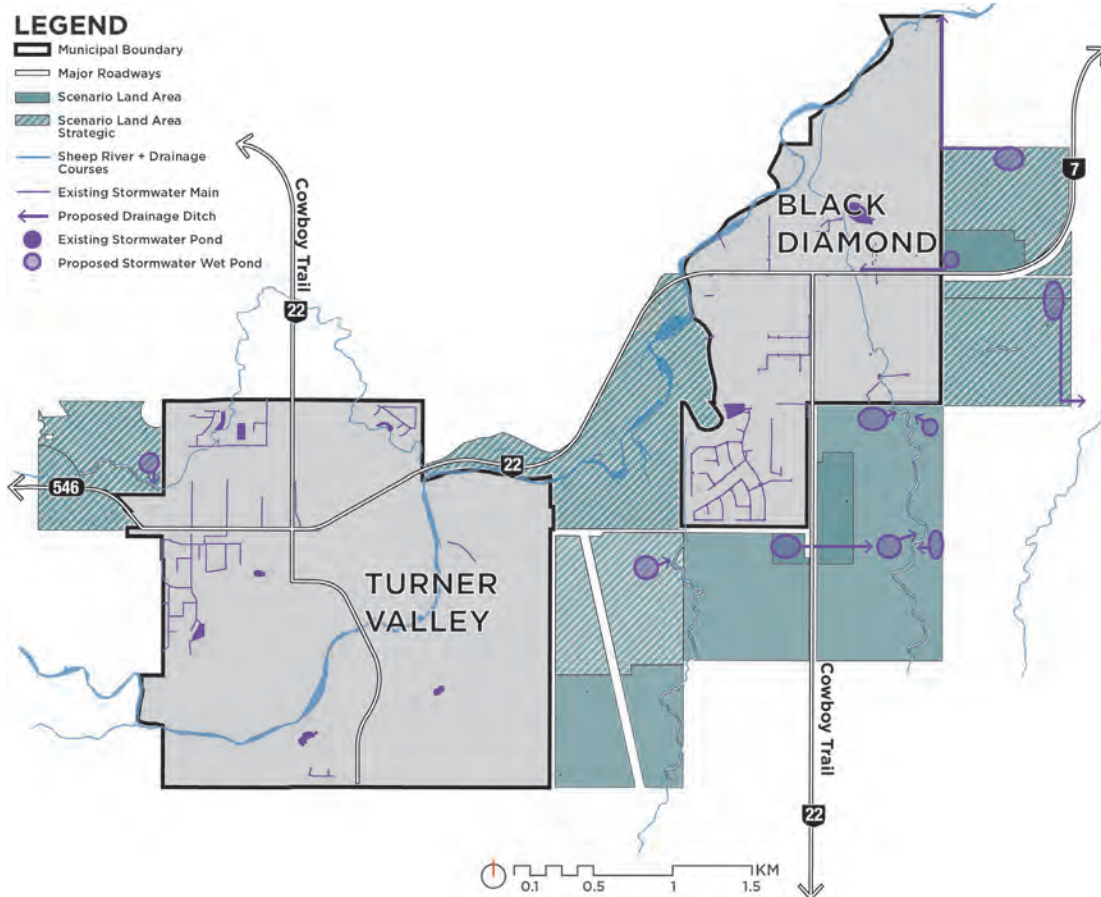 LEGEND
Municipal Boundary
Major Roadways
Scenario Land Area
Scenario Land Area
Strategic
Sheep River + Drainage
Courses
Existing Stormwater Main
Proposed Drainage Ditch
Existing Stormwater Pond
Proposed Stormwater Wet Pond
Cowboy Trail
22
7
BLACK
DIAMOND
22
546
TURNER
VALLEY
Cowboy Trail
22
KM
0.1
0.5
1
1.5